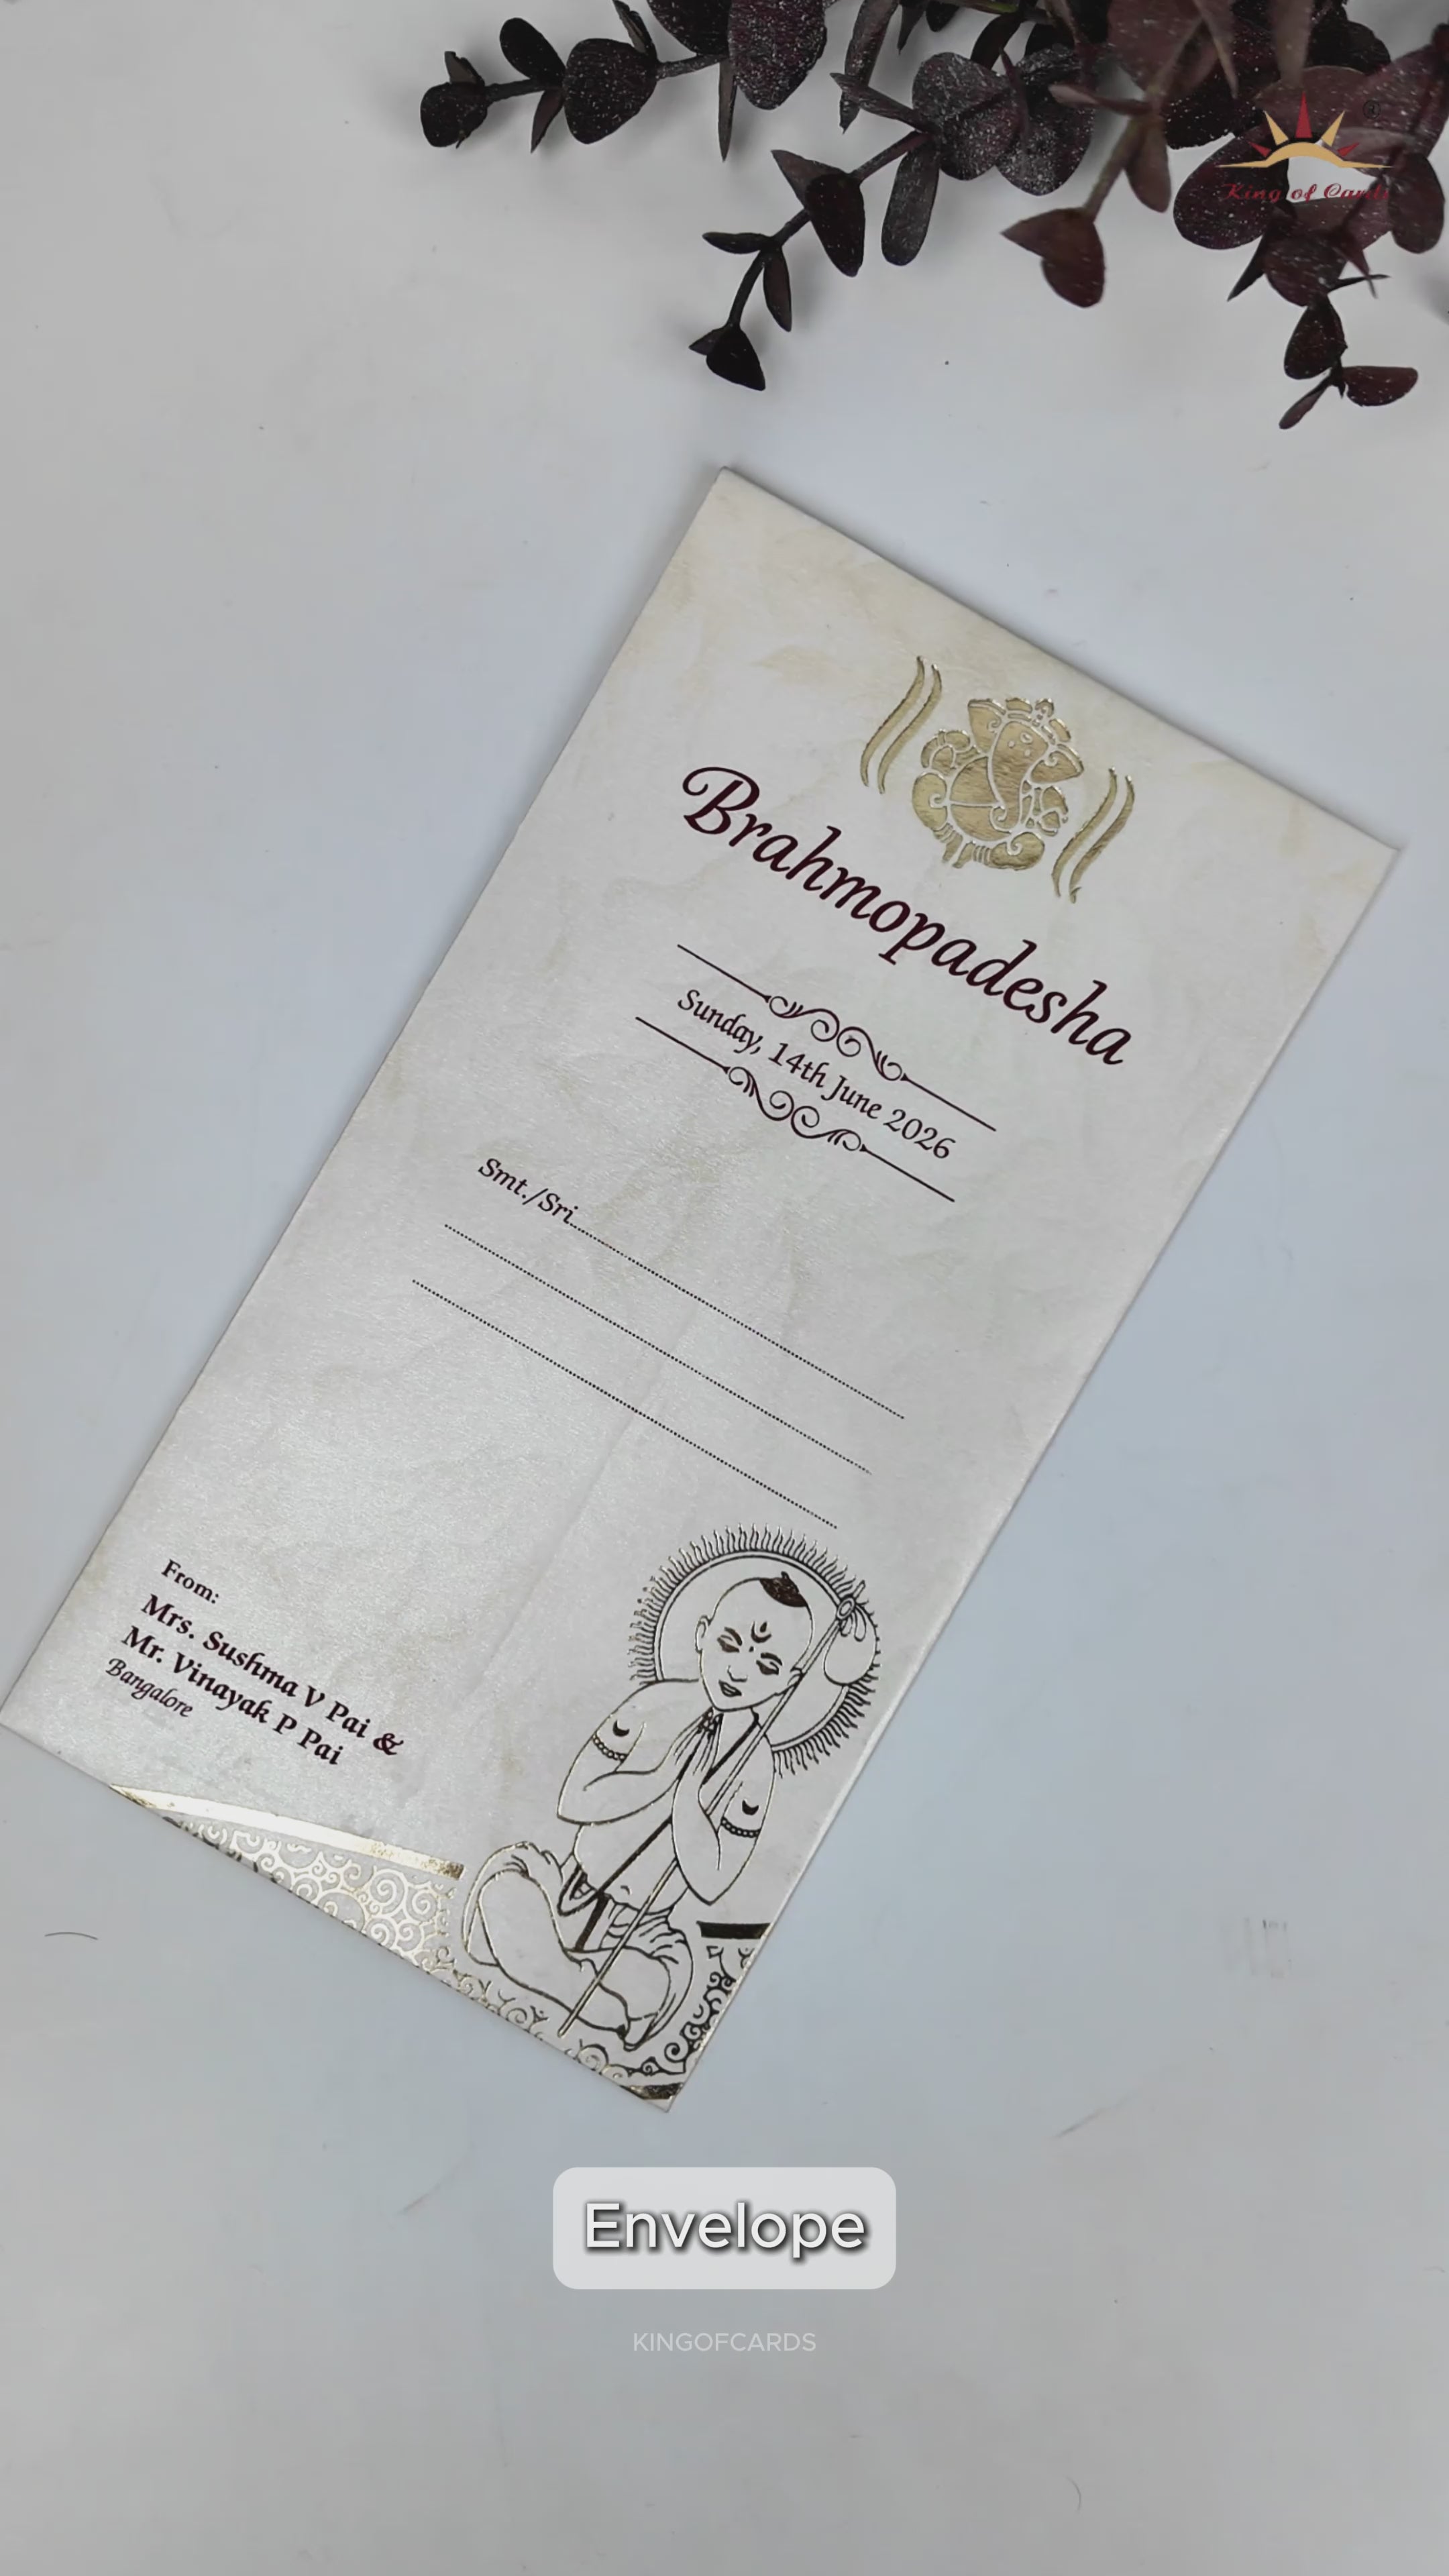 ®
King of Cards
Brahmopadesha
Sunday, 14th June 2026
Smt./Sri
From:
Mrs. Sushma V Pai &
Mr. Vinayak P Pai
Bangalore
Envelope
KINGOFCARDS